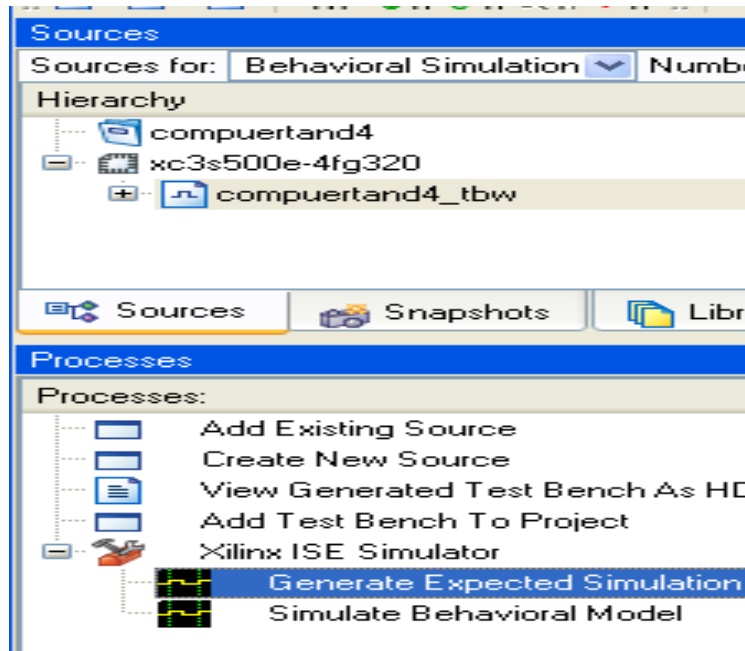 Sources
Sources for: Behavioral Simulation Numbe
Hierarchy
compuertand4
xc3s500e-4fg320
compuertand4_tbw
Sources Snapshots Libr
Processes
Processes:
Add Existing Source
Create New Source
View Generated Test Bench As HD
Add Test Bench To Project
Xilinx ISE Simulator
Generate Expected Simulation
Simulate Behavioral Model